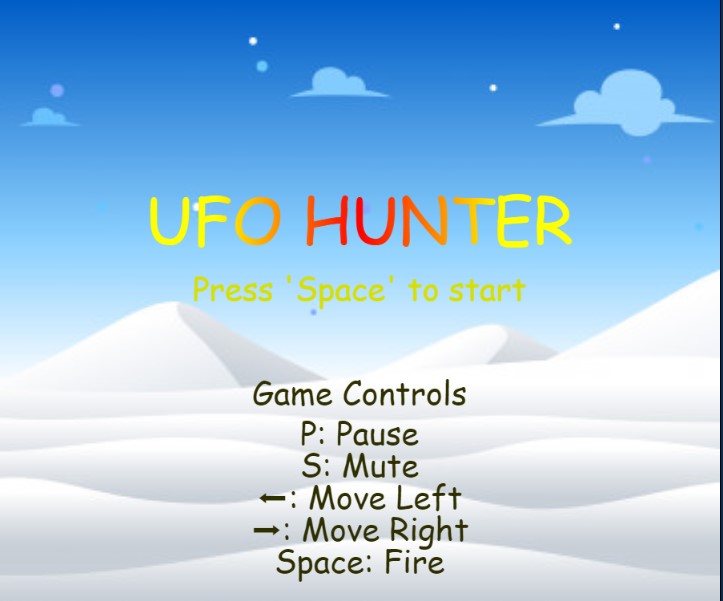 UFO HUNTER
Press 'Space' to start
Game Controls
P: Pause
S: Mute
←: Move Left
→: Move Right
Space: Fire